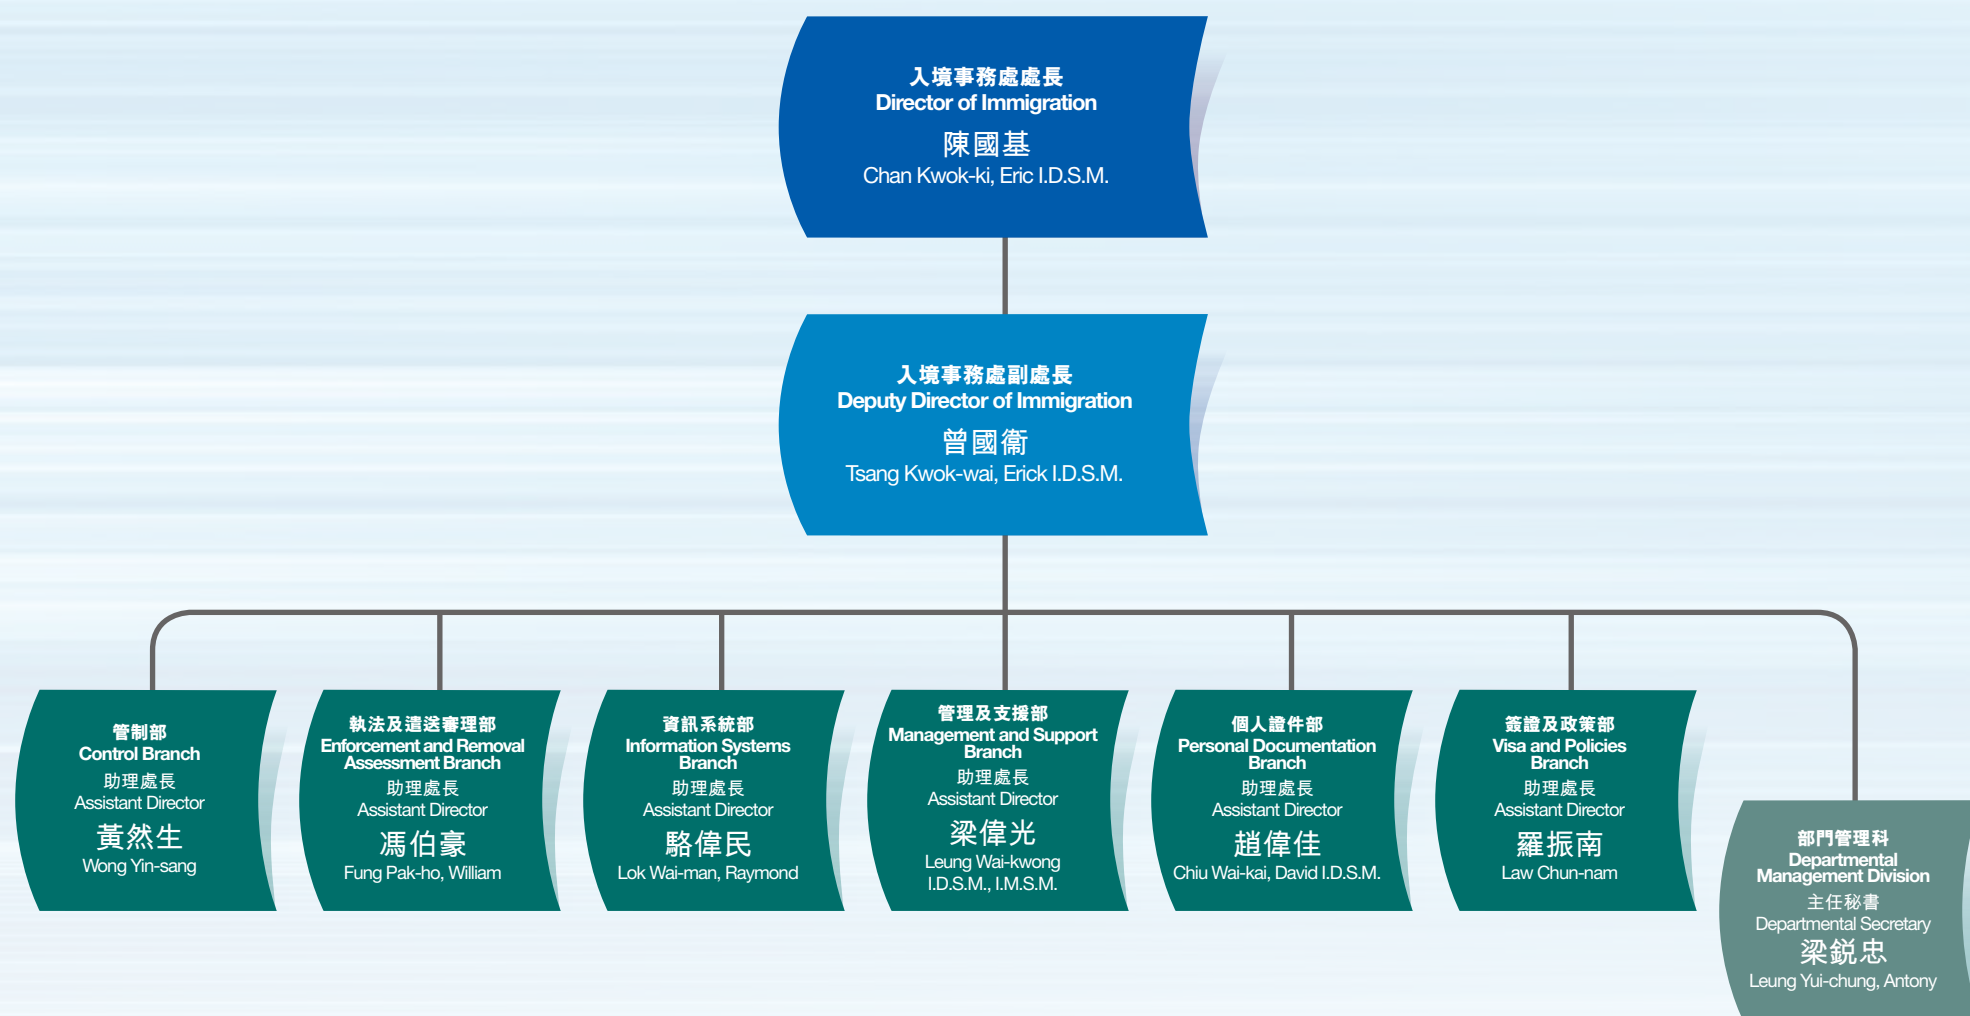 入境事務處處長
Director of Immigration
陳國基
Chan Kwok-ki, Eric I.D.S.M.
入境事務處副處長
Deputy Director of Immigration
曾國衞
Tsang Kwok-wai, Erick I.D.S.M.
管制部
Control Branch
助理處長
Assistant Director
黃然生
Wong Yin-sang
執法及遣送審理部
Enforcement and Removal
Assessment Branch
助理處長
Assistant Director
馮伯豪
Fung Pak-ho, William
資訊系統部
Information Systems
Branch
助理處長
Assistant Director
駱偉民
Lok Wai-man, Raymond
管理及支援部
Management and Support
Branch
助理處長
Assistant Director
梁偉光
Leung Wai-kwong
I.D.S.M., I.M.S.M.
個人證件部
Personal Documentation
Branch
助理處長
Assistant Director
趙偉佳
Chiu Wai-kai, David I.D.S.M.
簽證及政策部
Visa and Policies
Branch
助理處長
Assistant Director
羅振南
Law Chun-nam
部門管理科
Departmental
Management Division
主任秘書
Departmental Secretary
梁銳忠
Leung Yui-chung, Antony